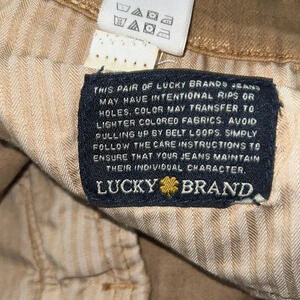 THIS PAIR OF LUCKY BRANDS JEANS
MAY HAVE INTENTIONAL RIPS OR
HOLES. COLOR MAY TRANSFER TO
LIGHTER COLORED FABRICS. AVOID
PULLING UP BY BELT LOOPS. SIMPLY
FOLLOW THE CARE INSTRUCTIONS TO
ENSURE THAT YOUR JEANS MAINTAIN
THEIR INDIVIDUAL CHARACTER.
LUCKY BRAND